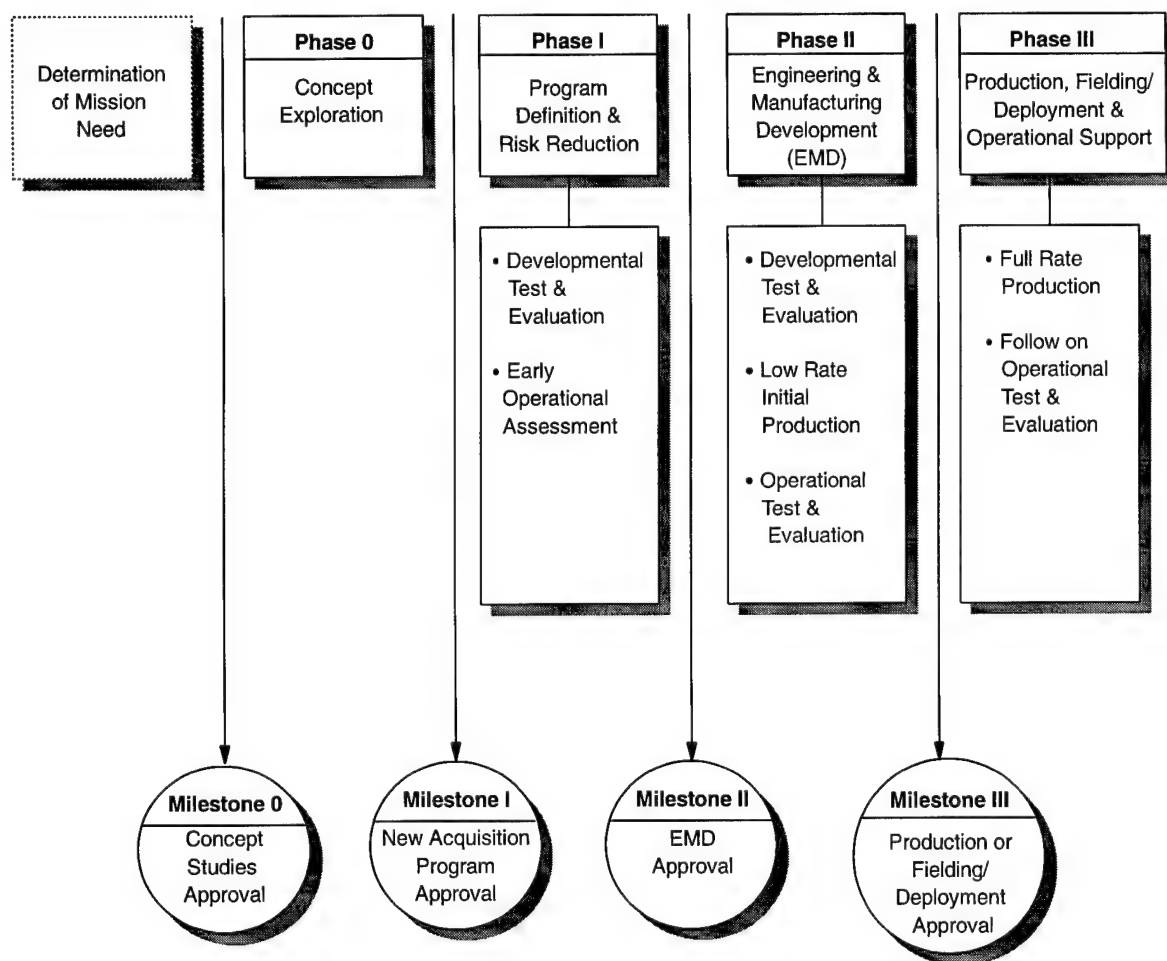 Determination
of Mission
Need
Phase 0
Concept
Exploration
Phase I
Program
Definition &
Risk Reduction
Phase II
Engineering &
Manufacturing
Development
(EMD)
Phase III
Production, Fielding/
Deployment &
Operational Support
• Developmental
Test &
Evaluation
• Early
Operational
Assessment
• Developmental
Test &
Evaluation
• Low Rate
Initial
Production
• Operational
Test &
Evaluation
• Full Rate
Production
• Follow on
Operational
Test &
Evaluation
Milestone 0
Concept
Studies
Approval
Milestone I
New Acquisition
Program
Approval
Milestone II
EMD
Approval
Milestone III
Production or
Fielding/
Deployment
Approval